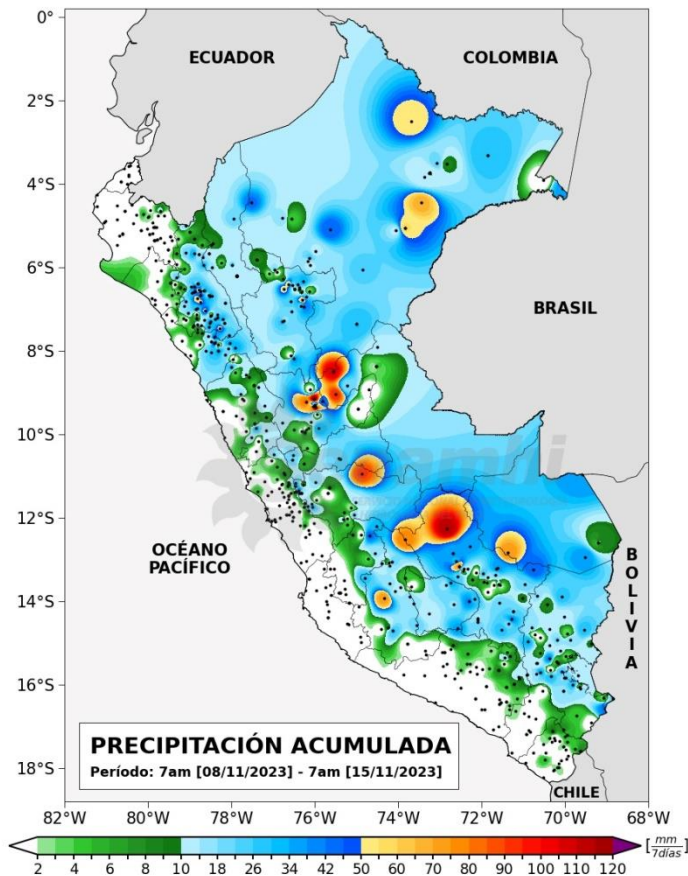 0°
2°S
4°S
6°S
8°S
10°S
12°S
14°S
16°S
18°S
ECUADOR
COLOMBIA
BRASIL
OCÉANO
PACÍFICO
B
O
L
I
V
I
A
PRECIPITACIÓN ACUMULADA
Período: 7am [08/11/2023] - 7am [15/11/2023]
CHILE
82°W 80°W 78°W 76°W 74°W 72°W 70°W 68°W
2 4 6 8 10 18 26 34 42 50 60 70 80 90 100 110 120
[mm/7días]